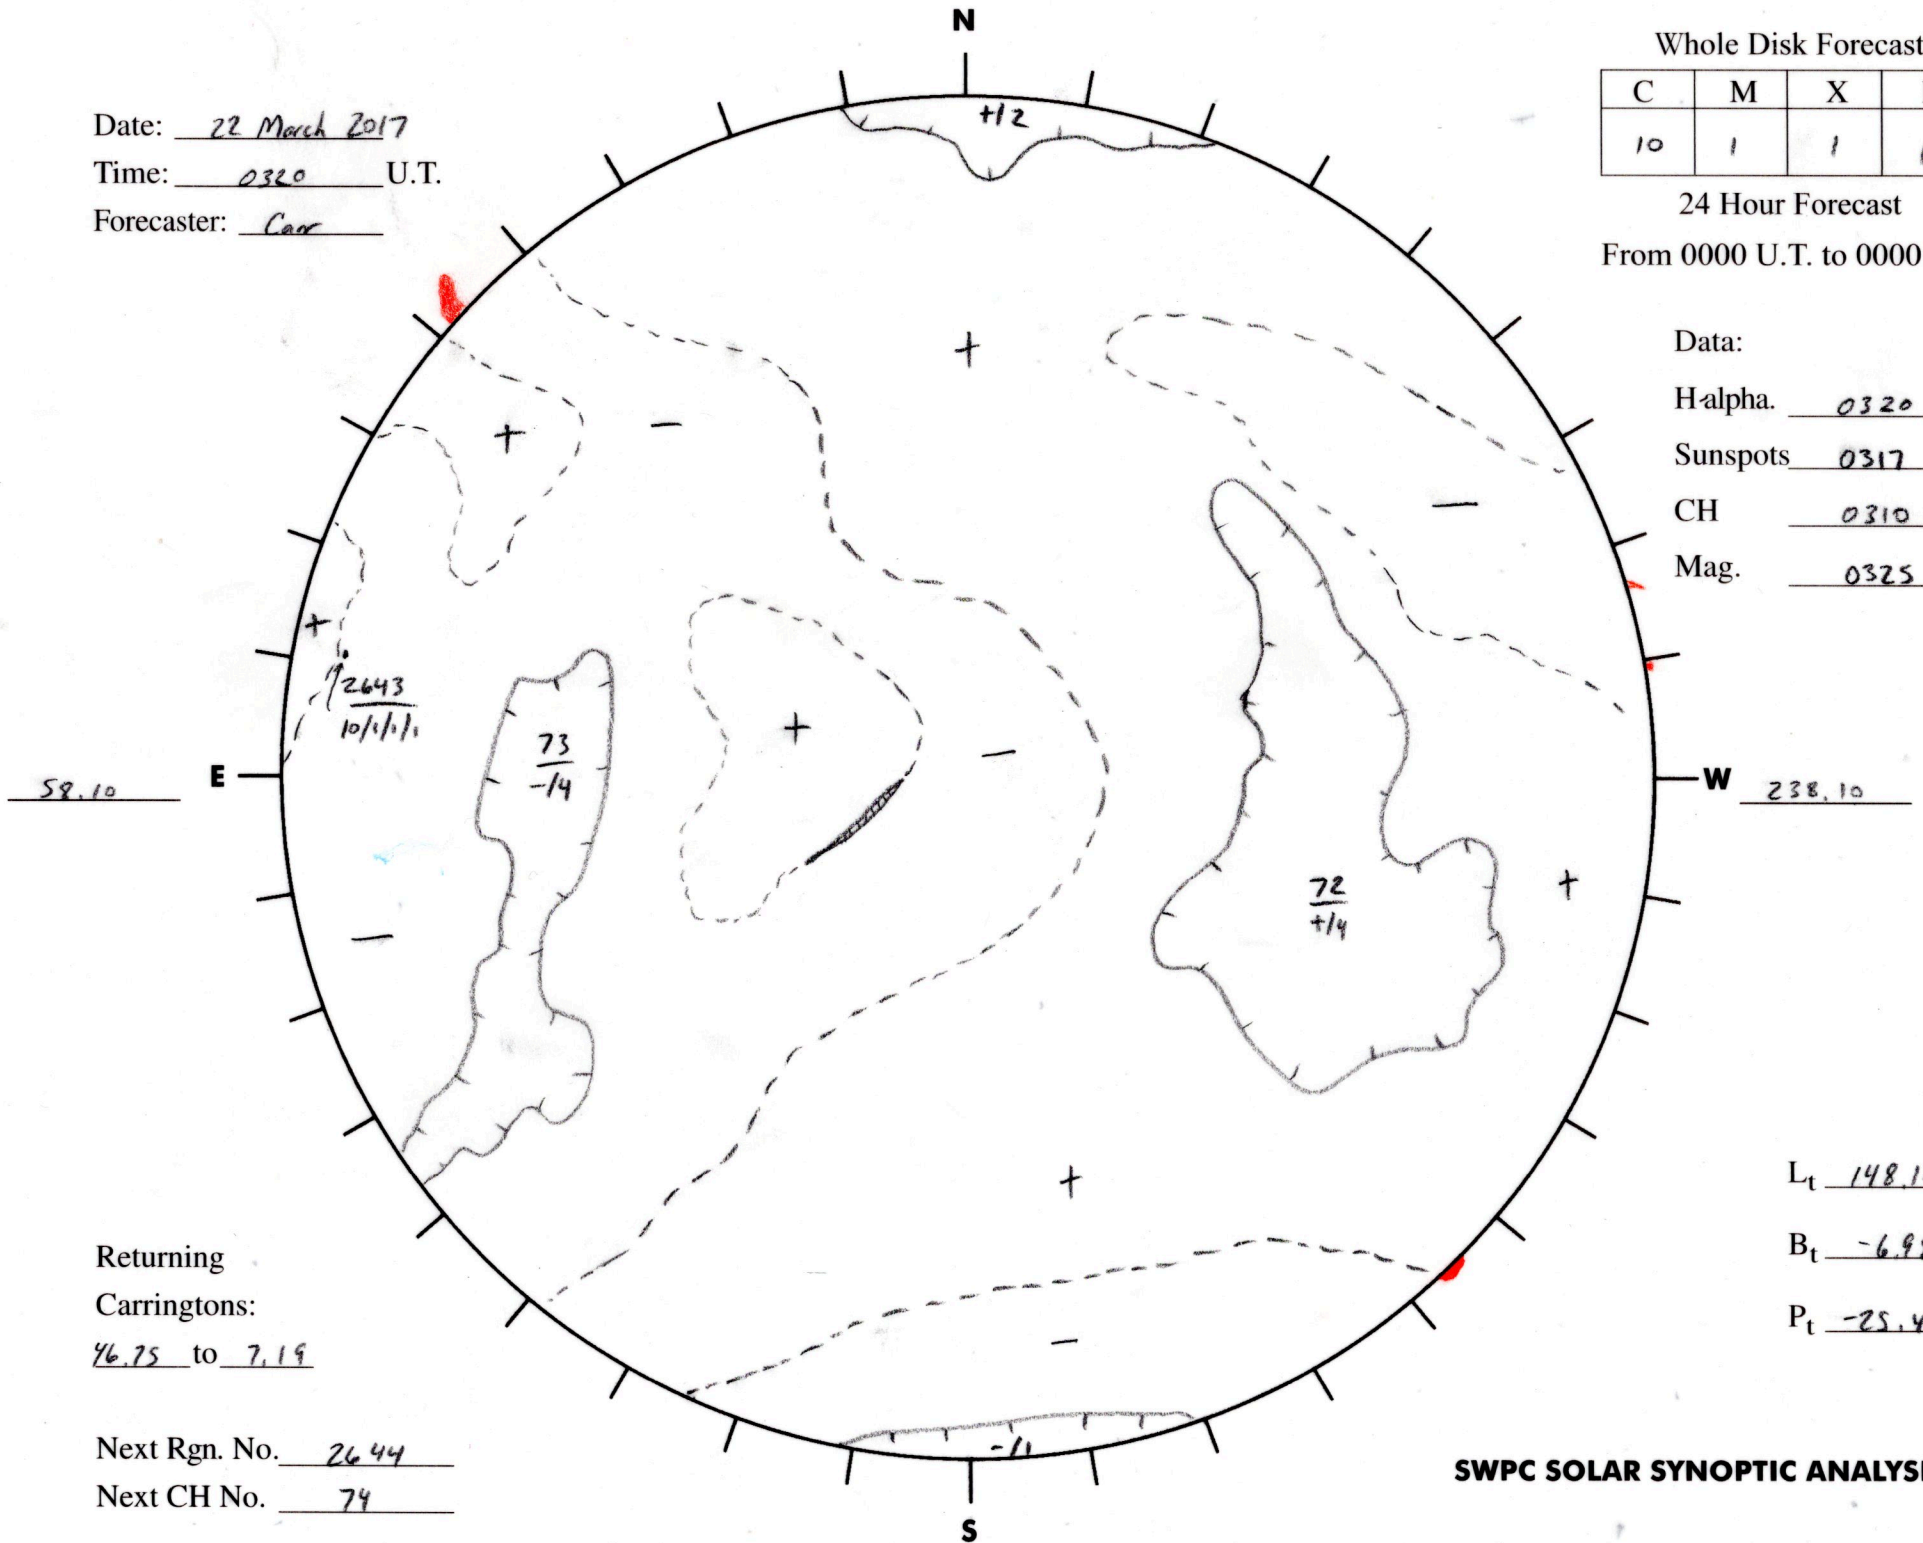 N
Whole Disk Forecast
C M X
10 1 1
24 Hour Forecast
From 0000 U.T. to 0000
Date: 22 March 2017
Time: 0320 U.T.
Forecaster: Carr
+/2
Data:
H-alpha. 0320
Sunspots 0317
CH 0310
Mag. 0325
+
+
−
−
+
2643
10/1/1/1
73
-/4
+
−
58.10 E
W 238.10
72
+/4
+
−
+
Lt 148.1
Bt -6.9
Pt -25.4
Returning
Carringtons:
46.75 to 7.19
−
-/1
Next Rgn. No. 2644
Next CH No. 74
SWPC SOLAR SYNOPTIC
S